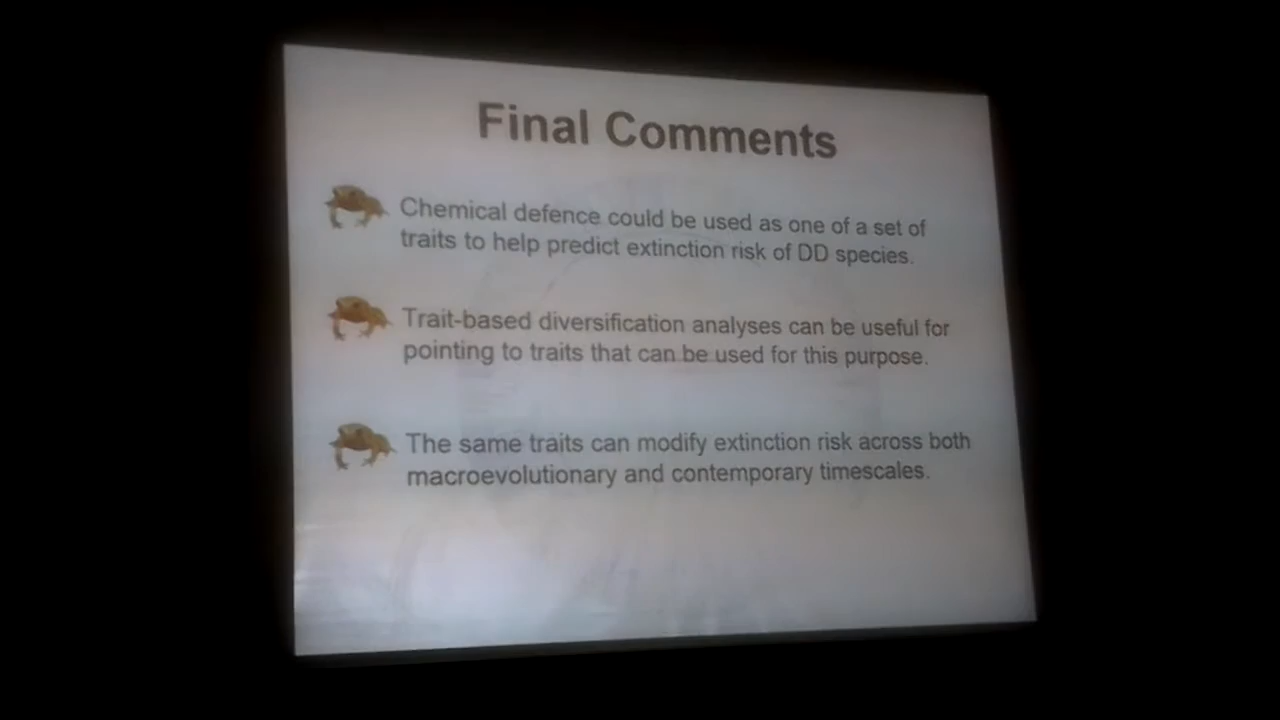 Final Comments
Chemical defence could be used as one of a set of
traits to help predict extinction risk of DD species.
Trait-based diversification analyses can be useful for
pointing to traits that can be used for this purpose.
The same traits can modify extinction risk across both
macroevolutionary and contemporary timescales.